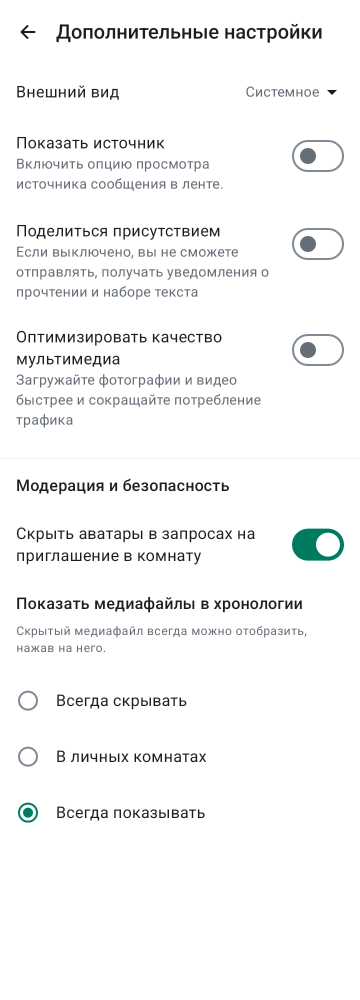 Дополнительные настройки
Внешний вид
Системное
Показать источник
Включить опцию просмотра
источника сообщения в ленте.
Поделиться присутствием
Если выключено, вы не сможете
отправлять, получать уведомления о
прочтении и наборе текста
Оптимизировать качество
мультимедиа
Загружайте фотографии и видео
быстрее и сокращайте потребление
трафика
Модерация и безопасность
Скрыть аватары в запросах на
приглашение в комнату
Показать медиафайлы в хронологии
Скрытый медиафайл всегда можно отобразить,
нажав на него.
Всегда скрывать
В личных комнатах
Всегда показывать